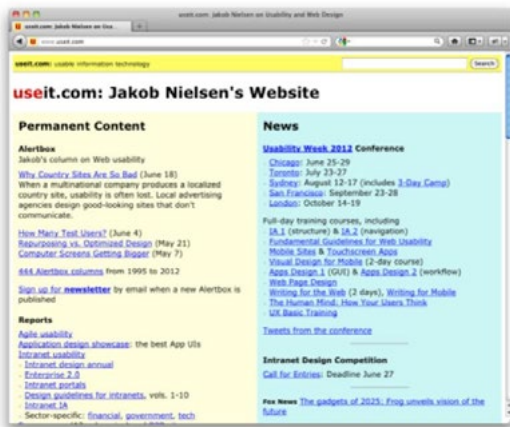 useit.com: Jakob Nielsen on Usability and Web Design
useit.com: Jakob Nielsen on Usa...
www.useit.com
useit.com: usable information technology
Search
useit.com: Jakob Nielsen's Website
Permanent Content
Alertbox
Jakob's column on Web usability
Why Country Sites Are So Bad (June 18)
When a multinational company produces a localized
country site, usability is often lost. Local advertising
agencies design good-looking sites that don't
communicate.
How Many Test Users? (June 4)
Repurposing vs. Optimized Design (May 21)
Computer Screens Getting Bigger (May 7)
444 Alertbox columns from 1995 to 2012
Sign up for newsletter by email when a new Alertbox is
published
Reports
Agile usability
Application design showcase: the best App UIs
Intranet usability
Intranet design annual
Enterprise 2.0
Intranet portals
Design guidelines for intranets, vols. 1-10
Intranet IA
Sector-specific: financial, government, tech
News
Usability Week 2012 Conference
Chicago: June 25-29
Toronto: July 23-27
Sydney: August 12-17 (includes 3-Day Camp)
San Francisco: September 23-28
London: October 14-19
Full-day training courses, including
IA 1 (structure) & IA 2 (navigation)
Fundamental Guidelines for Web Usability
Mobile Sites & Touchscreen Apps
Visual Design for Mobile (2-day course)
Apps Design 1 (GUI) & Apps Design 2 (workflow)
Web Page Design
Writing for the Web (2 days), Writing for Mobile
The Human Mind: How Your Users Think
UX Basic Training
Tweets from the conference
Intranet Design Competition
Call for Entries: Deadline June 27
Fox News The gadgets of 2025: Frog unveils vision of the
future